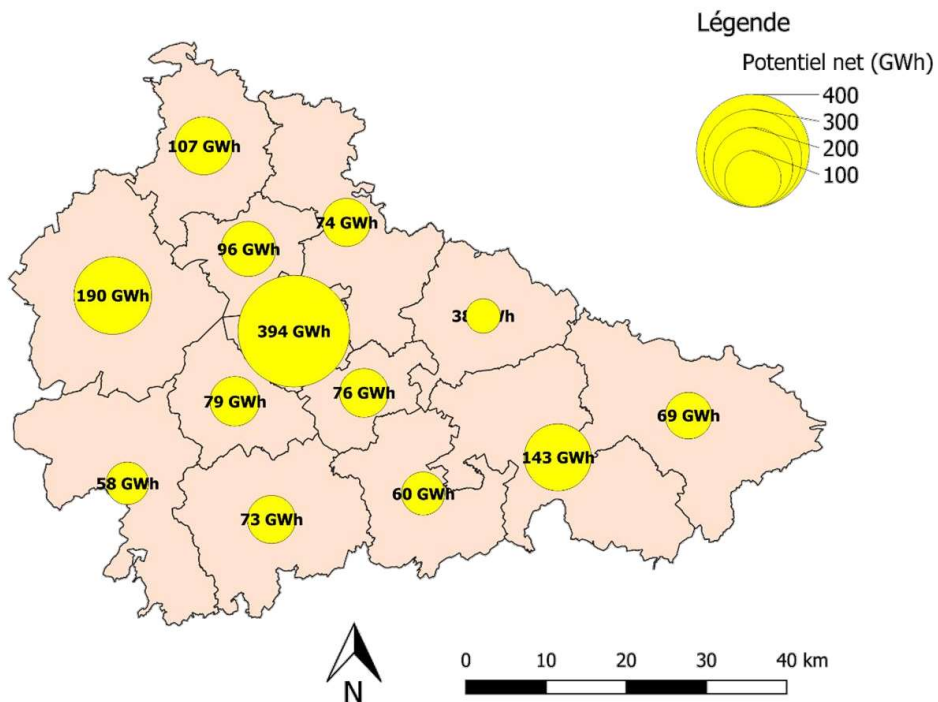 Légende
Potentiel net (GWh)
400
300
200
100
107 GWh
74 GWh
96 GWh
190 GWh
394 GWh
38 GWh
79 GWh
76 GWh
69 GWh
143 GWh
58 GWh
60 GWh
73 GWh
N
0 10 20 30 40 km